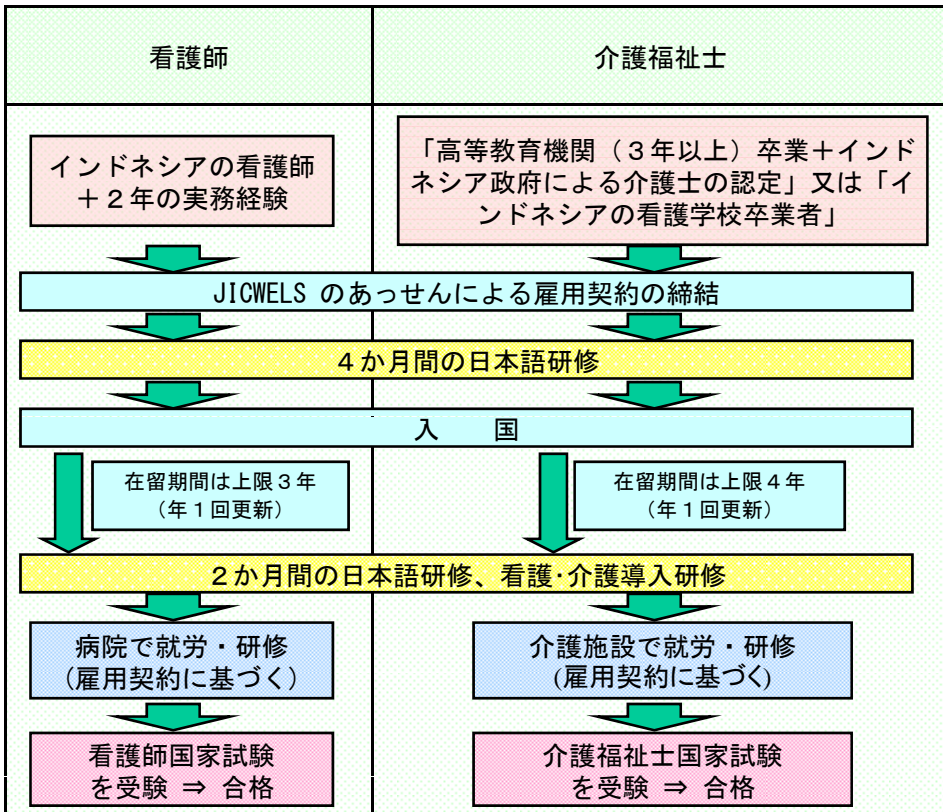 看護師
介護福祉士
インドネシアの看護師
＋２年の実務経験
「高等教育機関（３年以上）卒業＋インド
ネシア政府による介護士の認定」又は「イ
ンドネシアの看護学校卒業者」
JICWELS のあっせんによる雇用契約の締結
４か月間の日本語研修
入　　国
在留期間は上限３年
（年１回更新）
在留期間は上限４年
（年１回更新）
２か月間の日本語研修、看護･介護導入研修
病院で就労・研修
(雇用契約に基づく）
介護施設で就労・研修
(雇用契約に基づく)
看護師国家試験
を受験 ⇒ 合格
介護福祉士国家試験
を受験 ⇒ 合格